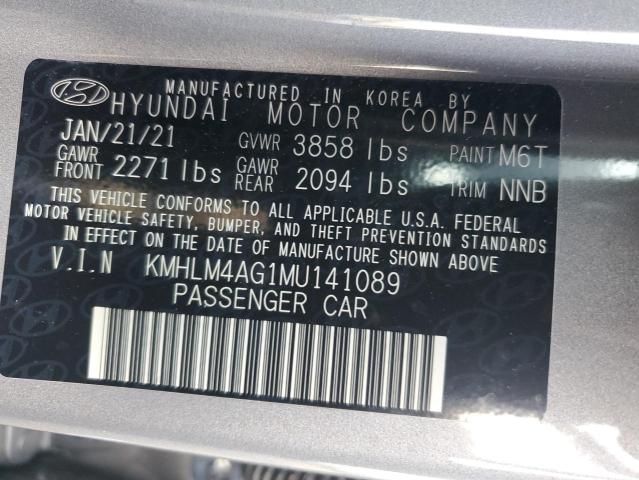 MANUFACTURED IN KOREA BY
HYUNDAI MOTOR COMPANY
JAN/21/21 GVWR 3858 lbs PAINT M6T
GAWR FRONT 2271 lbs GAWR REAR 2094 lbs TRIM NNB
THIS VEHICLE CONFORMS TO ALL APPLICABLE U.S.A. FEDERAL
MOTOR VEHICLE SAFETY, BUMPER, AND THEFT PREVENTION STANDARDS
IN EFFECT ON THE DATE OF MANUFACTURE SHOWN ABOVE
V.I.N KMHLM4AG1MU141089
PASSENGER CAR